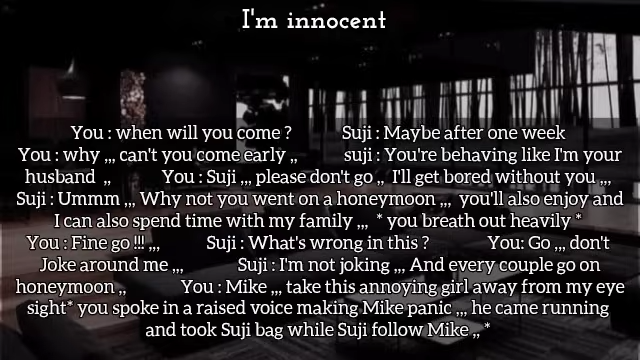 I'm innocent
You : when will you come ? Suji : Maybe after one week
You : why ,,, can't you come early ,, suji : You're behaving like I'm your
husband ,, You : Suji ,,, please don't go ,, I'll get bored without you ,,,
Suji : Ummm ,,, Why not you went on a honeymoon ,,, you'll also enjoy and
I can also spend time with my family ,,, * you breath out heavily *
You : Fine go !!! ,,, Suji : What's wrong in this ? You: Go ,,, don't
Joke around me ,,, Suji : I'm not joking ,,, And every couple go on
honeymoon ,, You : Mike ,,, take this annoying girl away from my eye
sight* you spoke in a raised voice making Mike panic ,,, he came running
and took Suji bag while Suji follow Mike ,, *